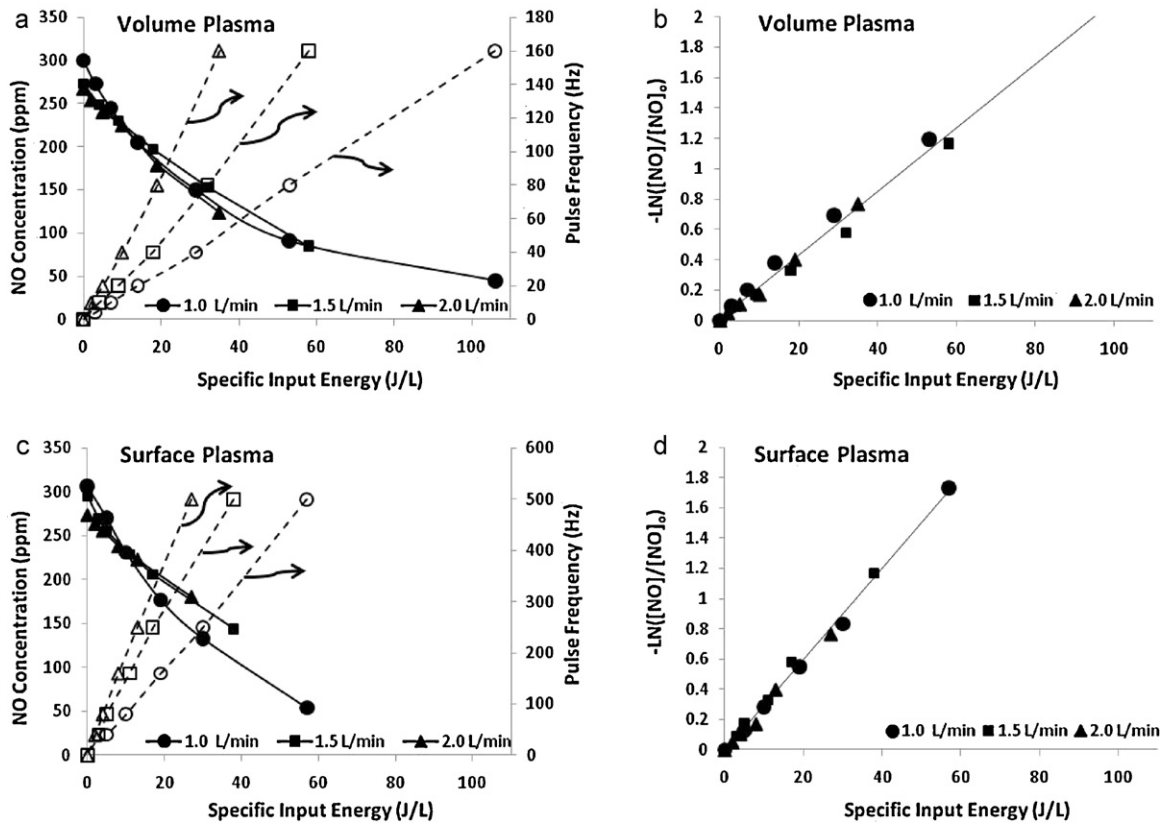 a
Volume Plasma
NO Concentration (ppm)
350
300
250
200
150
100
50
0
180
160
140
120
100
80
60
40
20
0
Pulse Frequency (Hz)
1.0 L/min
1.5 L/min
2.0 L/min
0 20 40 60 80 100
Specific Input Energy (J/L)
b
Volume Plasma
-LN([NO]/[NO]o)
2
1.8
1.6
1.4
1.2
1
0.8
0.6
0.4
0.2
0
1.0 L/min
1.5 L/min
2.0 L/min
0 20 40 60 80 100
Specific Input Energy (J/L)
c
Surface Plasma
NO Concentration (ppm)
350
300
250
200
150
100
50
0
600
500
400
300
200
100
0
Pulse Frequency (Hz)
1.0 L/min
1.5 L/min
2.0 L/min
0 20 40 60 80 100
Specific Input Energy (J/L)
d
Surface Plasma
-LN([NO]/[NO]o)
2
1.8
1.6
1.4
1.2
1
0.8
0.6
0.4
0.2
0
1.0 L/min
1.5 L/min
2.0 L/min
0 20 40 60 80 100
Specific Input Energy (J/L)